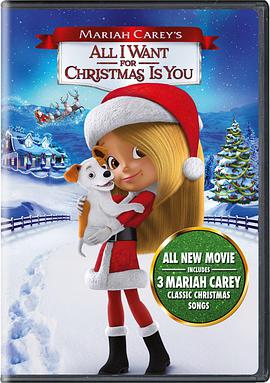 MARIAH CAREY'S
ALL I WANT
FOR
CHRISTMAS IS YOU
ALL NEW MOVIE
INCLUDES
3 MARIAH CAREY
CLASSIC CHRISTMAS
SONGS